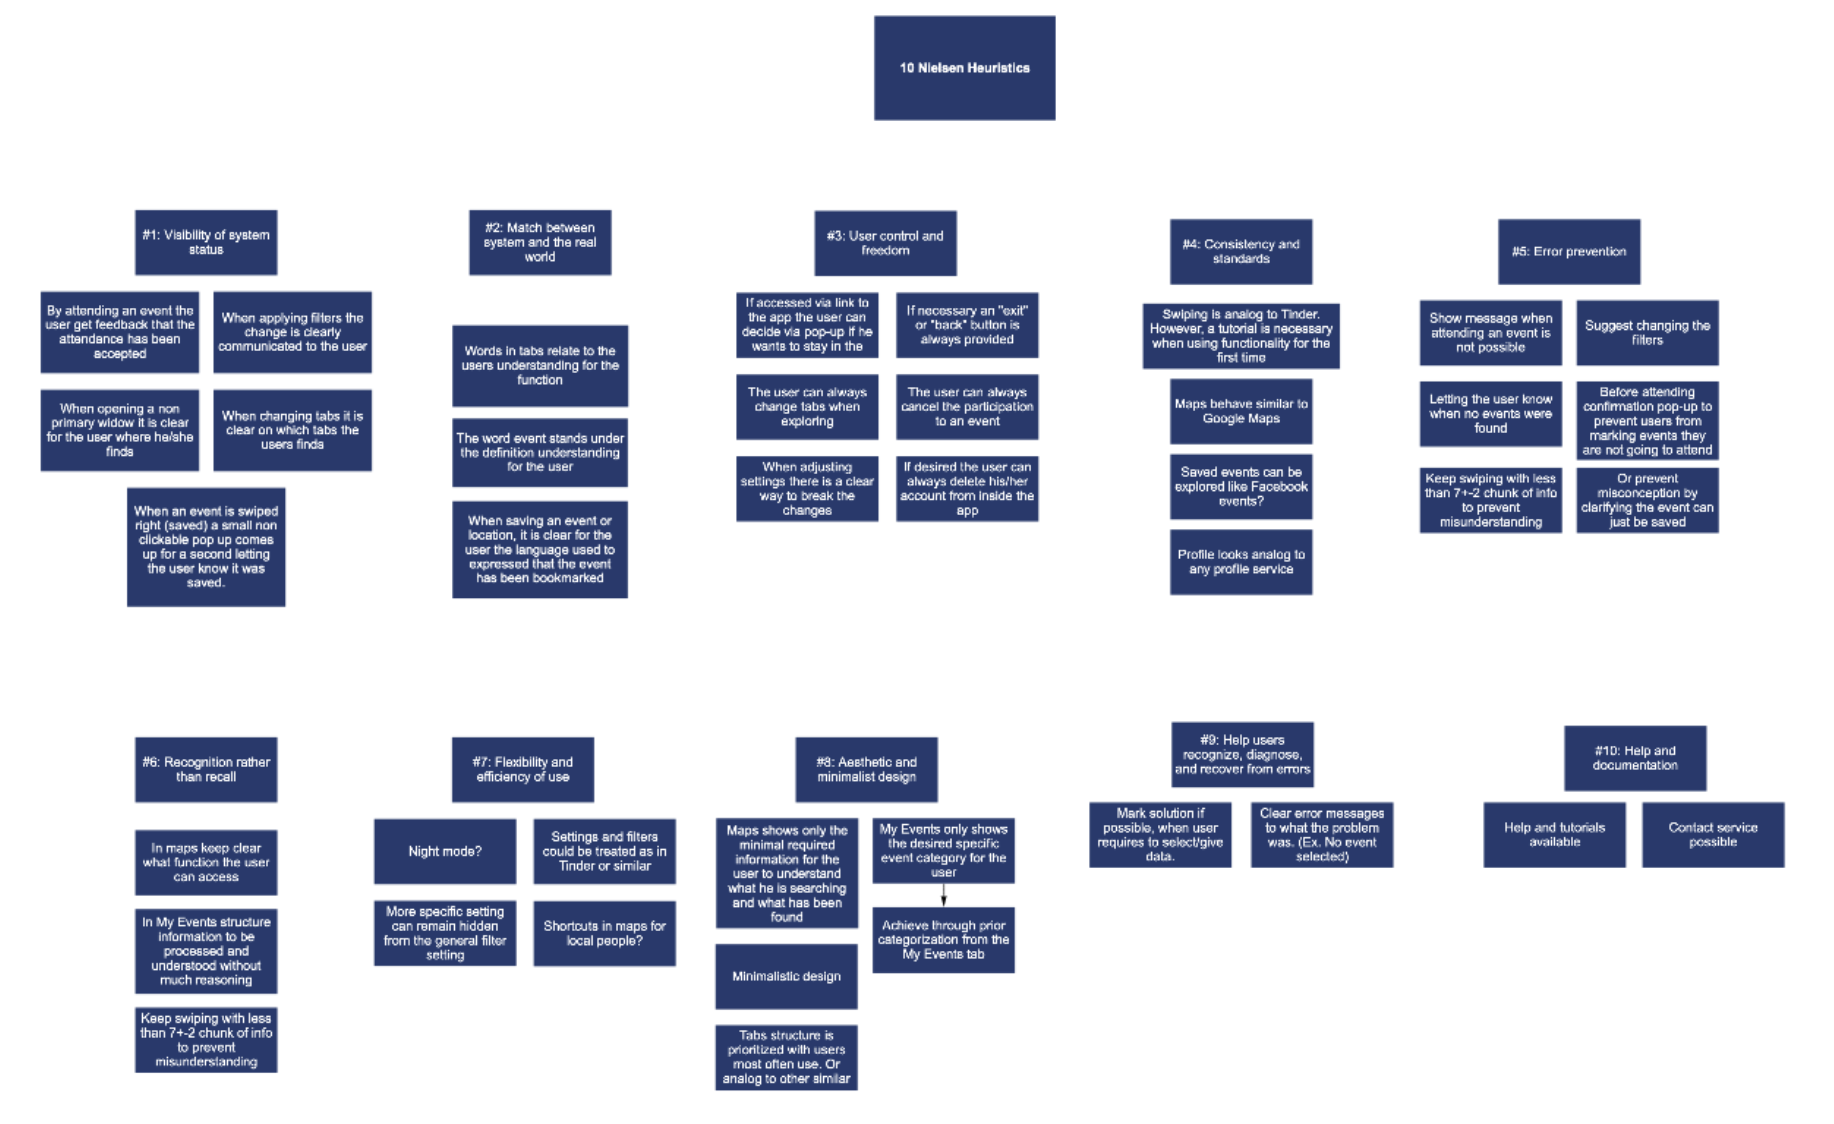 10 Nielsen Heuristics
#1: Visibility of system
status
By attending an event the
user get feedback that the
attendance has been
accepted
When applying filters the
change is clearly
communicated to the user
When opening a non
primary widow it is clear
for the user where he/she
finds
When changing tabs it is
clear on which tabs the
users finds
When an event is swiped
right (saved) a small non
clickable pop up comes
up for a second letting
the user know it was
saved.
#2: Match between
system and the real
world
Words in tabs relate to the
users understanding for the
function
The word event stands under
the definition understanding
for the user
When saving an event or
location, it is clear for the
user the language used to
expressed that the event
has been bookmarked
#3: User control and
freedom
If accessed via link to
the app the user can
decide via pop-up if he
wants to stay in the
If necessary an "exit"
or "back" button is
always provided
The user can always
change tabs when
exploring
The user can always
cancel the participation
to an event
When adjusting
settings there is a clear
way to break the
changes
If desired the user can
always delete his/her
account from inside the
app
#4: Consistency and
standards
Swiping is analog to Tinder.
However, a tutorial is necessary
when using functionality for the
first time
Maps behave similar to
Google Maps
Saved events can be
explored like Facebook
events?
Profile looks analog to
any profile service
#5: Error prevention
Show message when
attending an event is
not possible
Suggest changing the
filters
Letting the user know
when no events were
found
Before attending
confirmation pop-up to
prevent users from
marking events they
are not going to attend
Keep swiping with less
than 7+-2 chunk of info
to prevent
misunderstanding
Or prevent
misconception by
clarifying the event can
just be saved
#6: Recognition rather
than recall
In maps keep clear
what function the user
can access
In My Events structure
information to be
processed and
understood without
much reasoning
Keep swiping with less
than 7+-2 chunk of info
to prevent
misunderstanding
#7: Flexibility and
efficiency of use
Night mode?
Settings and filters
could be treated as in
Tinder or similar
More specific setting
can remain hidden
from the general filter
setting
Shortcuts in maps for
local people?
#8: Aesthetic and
minimalist design
Maps shows only the
minimal required
information for the
user to understand
what he is searching
and what has been
found
My Events only shows
the desired specific
event category for the
user
Achieve through prior
categorization from the
My Events tab
Minimalistic design
Tabs structure is
prioritized with users
most often use. Or
analog to other similar
#9: Help users
recognize, diagnose,
and recover from errors
Mark solution if
possible, when user
requires to select/give
data.
Clear error messages
to what the problem
was. (Ex. No event
selected)
#10: Help and
documentation
Help and tutorials
available
Contact service
possible